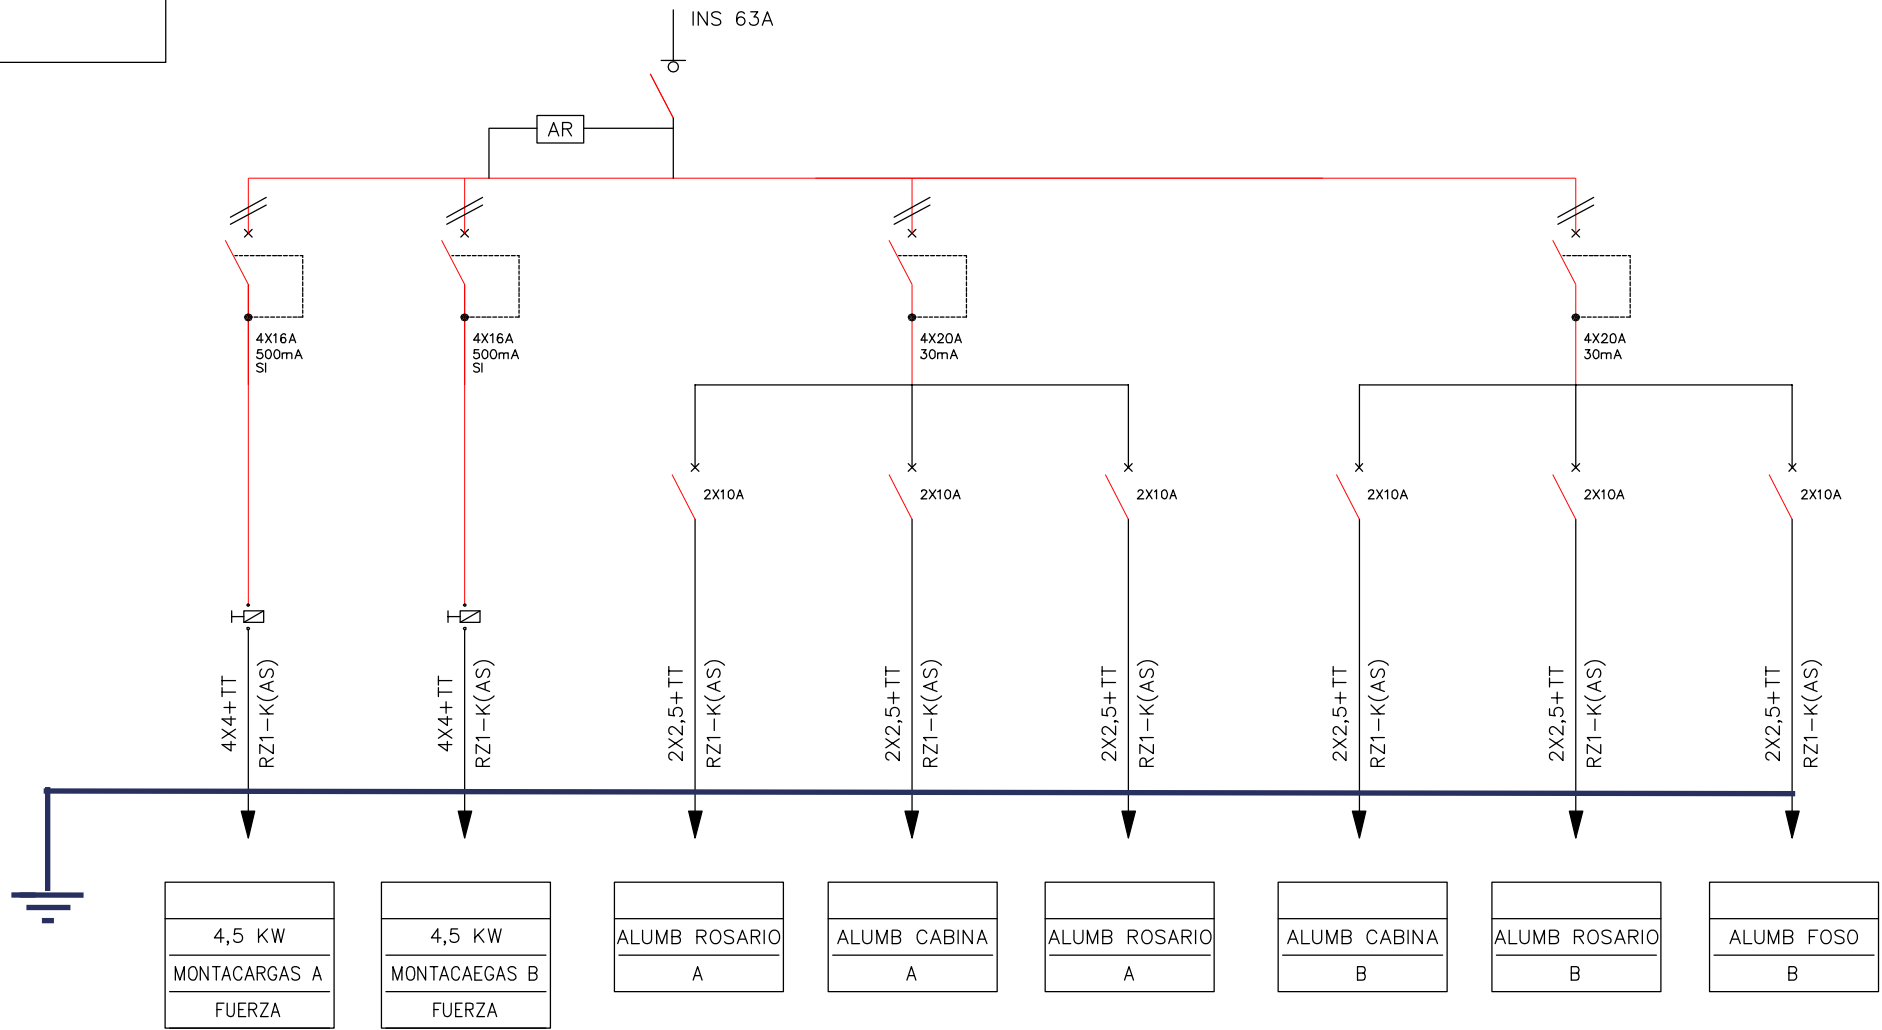 INS 63A
AR
4X16A
500mA
SI
4X16A
500mA
SI
4X20A
30mA
4X20A
30mA
2X10A
2X10A
2X10A
2X10A
2X10A
2X10A
4X4+TT
RZ1-K(AS)
4X4+TT
RZ1-K(AS)
2X2,5+TT
RZ1-K(AS)
2X2,5+TT
RZ1-K(AS)
2X2,5+TT
RZ1-K(AS)
2X2,5+TT
RZ1-K(AS)
2X2,5+TT
RZ1-K(AS)
2X2,5+TT
RZ1-K(AS)
4,5 KW
MONTACARGAS A
FUERZA
4,5 KW
MONTACAEGAS B
FUERZA
ALUMB ROSARIO
A
ALUMB CABINA
A
ALUMB ROSARIO
A
ALUMB CABINA
B
ALUMB ROSARIO
B
ALUMB FOSO
B